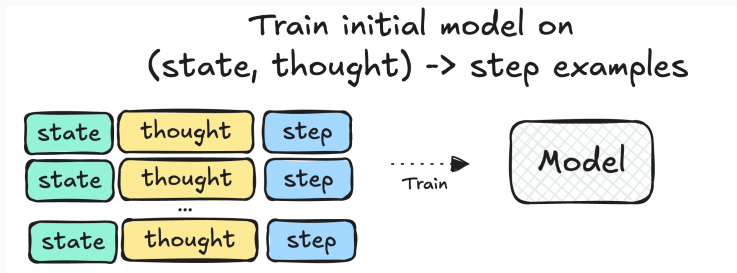 Train initial model on
(state, thought) -> step examples
state thought step
state thought step
...
state thought step
Train
Model